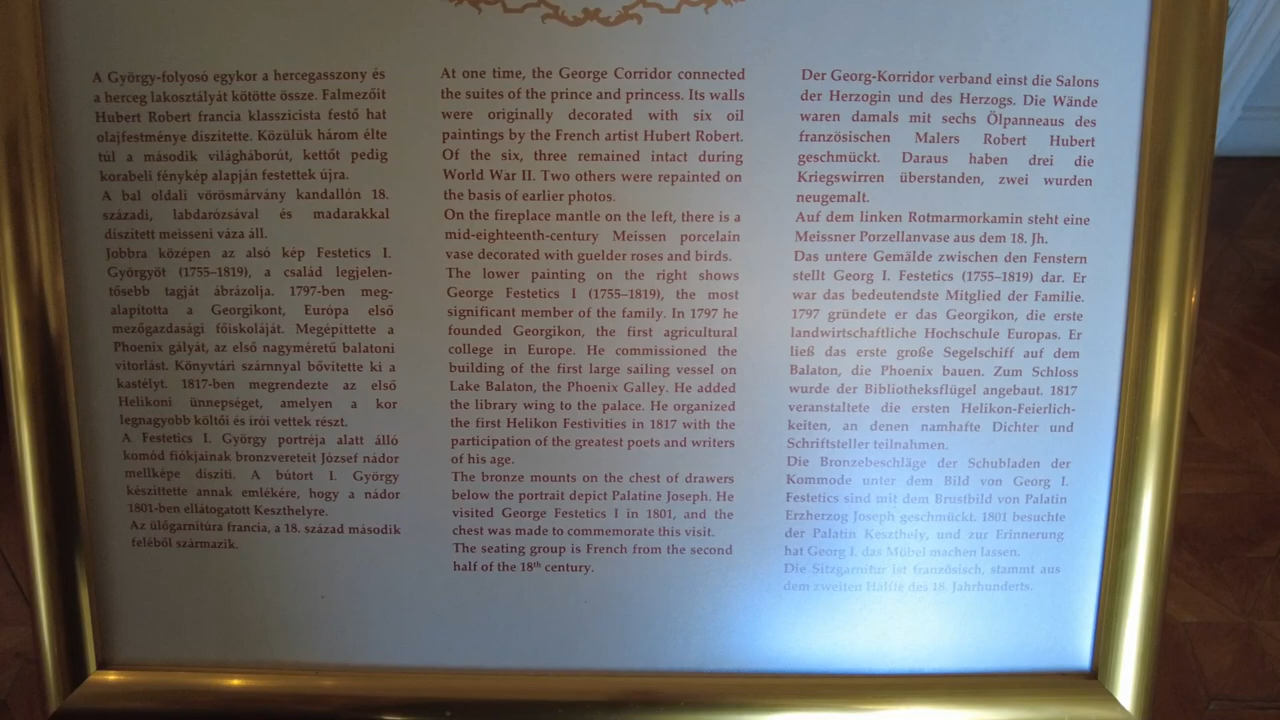 A György-folyosó egykor a hercegasszony és
a herceg lakosztályát kötötte össze. Falmezőit
Hubert Robert francia klasszicista festő hat
olajfestménye díszítette. Közülük három élte
túl a második világháborút, kettőt pedig
korabeli fénykép alapján festettek újra.
A bal oldali vörösmárvány kandallón 18.
századi, labdarózsával és madarakkal
díszített meisseni váza áll.
Jobbra középen az alsó kép Festetics I.
Györgyöt (1755–1819), a család legjelen-
tősebb tagját ábrázolja. 1797-ben meg-
alapította a Georgikont, Európa első
mezőgazdasági főiskoláját. Megépíttette a
Phoenix gályát, az első nagyméretű balatoni
vitorlást. Könyvtári szárnnyal bővítette ki a
kastélyt. 1817-ben megrendezte az első
Helikoni ünnepséget, amelyen a kor
legnagyobb költői és írói vettek részt.
A Festetics I. György portréja alatt álló
komód fiókjainak bronzvereteit József nádor
mellképe díszíti. A bútort I. György
készíttette annak emlékére, hogy a nádor
1801-ben ellátogatott Keszthelyre.
Az ülőgarnitúra francia, a 18. század második
feléből származik.
At one time, the George Corridor connected
the suites of the prince and princess. Its walls
were originally decorated with six oil
paintings by the French artist Hubert Robert.
Of the six, three remained intact during
World War II. Two others were repainted on
the basis of earlier photos.
On the fireplace mantle on the left, there is a
mid-eighteenth-century Meissen porcelain
vase decorated with guelder roses and birds.
The lower painting on the right shows
George Festetics I (1755–1819), the most
significant member of the family. In 1797 he
founded Georgikon, the first agricultural
college in Europe. He commissioned the
building of the first large sailing vessel on
Lake Balaton, the Phoenix Galley. He added
the library wing to the palace. He organized
the first Helikon Festivities in 1817 with the
participation of the greatest poets and writers
of his age.
The bronze mounts on the chest of drawers
below the portrait depict Palatine Joseph. He
visited George Festetics I in 1801, and the
chest was made to commemorate this visit.
The seating group is French from the second
half of the 18th century.
Der Georg-Korridor verband einst die Salons
der Herzogin und des Herzogs. Die Wände
waren damals mit sechs Ölpanneaus des
französischen Malers Robert Hubert
geschmückt. Daraus haben drei die
Kriegswirren überstanden, zwei wurden
neugemalt.
Auf dem linken Rotmarmorkamin steht eine
Meissner Porzellanvase aus dem 18. Jh.
Das untere Gemälde zwischen den Fenstern
stellt Georg I. Festetics (1755–1819) dar. Er
war das bedeutendste Mitglied der Familie.
1797 gründete er das Georgikon, die erste
landwirtschaftliche Hochschule Europas. Er
ließ das erste große Segelschiff auf dem
Balaton, die Phoenix bauen. Zum Schloss
wurde der Bibliotheksflügel angebaut. 1817
veranstaltete die ersten Helikon-Feierlich-
keiten, an denen namhafte Dichter und
Schriftsteller teilnahmen.
Die Bronzebeschläge der Schubladen der
Kommode unter dem Bild von Georg I.
Festetics sind mit dem Brustbild von Palatin
Erzherzog Joseph geschmückt. 1801 besuchte
der Palatin Keszthely, und zur Erinnerung
hat Georg I. das Möbel machen lassen.
Die Sitzgarnitur ist französisch, stammt aus
dem zweiten Hälfte des 18. Jahrhunderts.